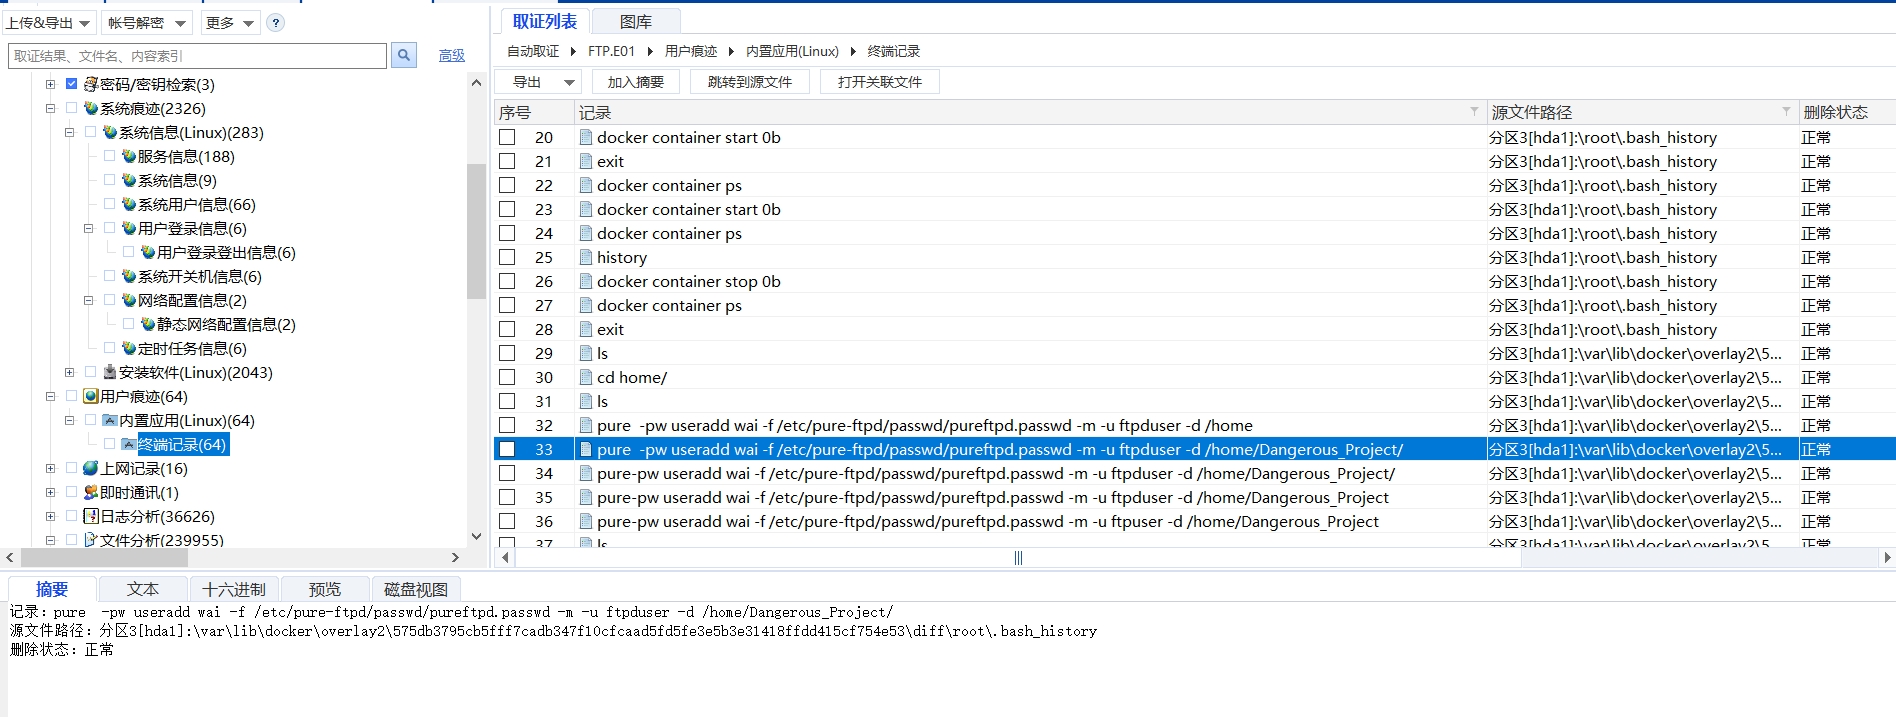 上传&导出 帐号解密 更多 ?
取证结果、文件名、内容索引 高级
密码/密钥检索(3)
系统痕迹(2326)
系统信息(Linux)(283)
服务信息(188)
系统信息(9)
系统用户信息(66)
用户登录信息(6)
用户登录登出信息(6)
系统开关机信息(6)
网络配置信息(2)
静态网络配置信息(2)
定时任务信息(6)
安装软件(Linux)(2043)
用户痕迹(64)
内置应用(Linux)(64)
终端记录(64)
上网记录(16)
即时通讯(1)
日志分析(36626)
文件分析(239955)
取证列表 图库
自动取证 FTP.E01 用户痕迹 内置应用(Linux) 终端记录
导出 加入摘要 跳转到源文件 打开关联文件
序号 记录 源文件路径 删除状态
20 docker container start 0b 分区3[hda1]:\root\.bash_history 正常
21 exit 分区3[hda1]:\root\.bash_history 正常
22 docker container ps 分区3[hda1]:\root\.bash_history 正常
23 docker container start 0b 分区3[hda1]:\root\.bash_history 正常
24 docker container ps 分区3[hda1]:\root\.bash_history 正常
25 history 分区3[hda1]:\root\.bash_history 正常
26 docker container stop 0b 分区3[hda1]:\root\.bash_history 正常
27 docker container ps 分区3[hda1]:\root\.bash_history 正常
28 exit 分区3[hda1]:\root\.bash_history 正常
29 ls 分区3[hda1]:\var\lib\docker\overlay2\5... 正常
30 cd home/ 分区3[hda1]:\var\lib\docker\overlay2\5... 正常
31 ls 分区3[hda1]:\var\lib\docker\overlay2\5... 正常
32 pure  -pw useradd wai -f /etc/pure-ftpd/passwd/pureftpd.passwd -m -u ftpduser -d /home 分区3[hda1]:\var\lib\docker\overlay2\5... 正常
33 pure  -pw useradd wai -f /etc/pure-ftpd/passwd/pureftpd.passwd -m -u ftpduser -d /home/Dangerous_Project/ 分区3[hda1]:\var\lib\docker\overlay2\5... 正常
34 pure-pw useradd wai -f /etc/pure-ftpd/passwd/pureftpd.passwd -m -u ftpduser -d /home/Dangerous_Project/ 分区3[hda1]:\var\lib\docker\overlay2\5... 正常
35 pure-pw useradd wai -f /etc/pure-ftpd/passwd/pureftpd.passwd -m -u ftpduser -d /home/Dangerous_Project 分区3[hda1]:\var\lib\docker\overlay2\5... 正常
36 pure-pw useradd wai -f /etc/pure-ftpd/passwd/pureftpd.passwd -m -u ftpuser -d /home/Dangerous_Project 分区3[hda1]:\var\lib\docker\overlay2\5... 正常
37 ls 分区3[hda1]:\var\lib\docker\overlay2\5... 正常
摘要 文本 十六进制 预览 磁盘视图
记录：pure  -pw useradd wai -f /etc/pure-ftpd/passwd/pureftpd.passwd -m -u ftpduser -d /home/Dangerous_Project/
源文件路径：分区3[hda1]:\var\lib\docker\overlay2\575db3795cb5fff7cadb347f10cfcaad5fd5fe3e5b3e31418ffdd415cf754e53\diff\root\.bash_history
删除状态：正常